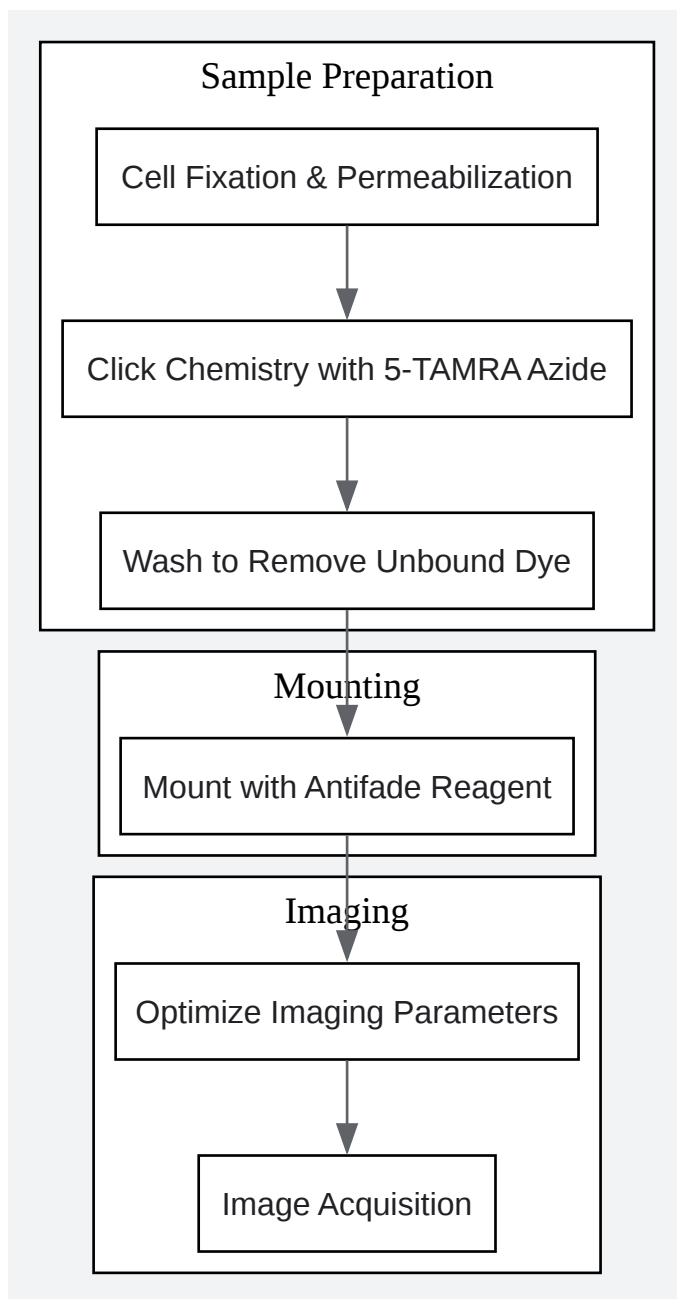 Sample Preparation
Cell Fixation & Permeabilization
Click Chemistry with 5-TAMRA Azide
Wash to Remove Unbound Dye
Mounting
Mount with Antifade Reagent
Imaging
Optimize Imaging Parameters
Image Acquisition